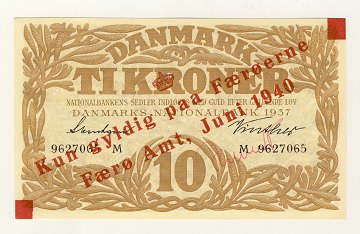 DANMARK
TI KRONER
NATIONALBANKENS SEDLER INDLØSES MED GULD EFTER GÆLDENDE LOV
DANMARKS NATIONALBANK 1937
Kun gyldig paa Færøerne
Færø Amt, Juni 1940
9627065 M
M 9627065
10